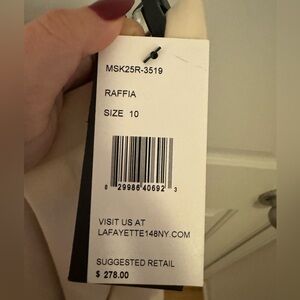 MSK25R-3519
RAFFIA
SIZE 10
0 29986 40692 3
VISIT US AT
LAFAYETTE148NY.COM
SUGGESTED RETAIL
$ 278.00